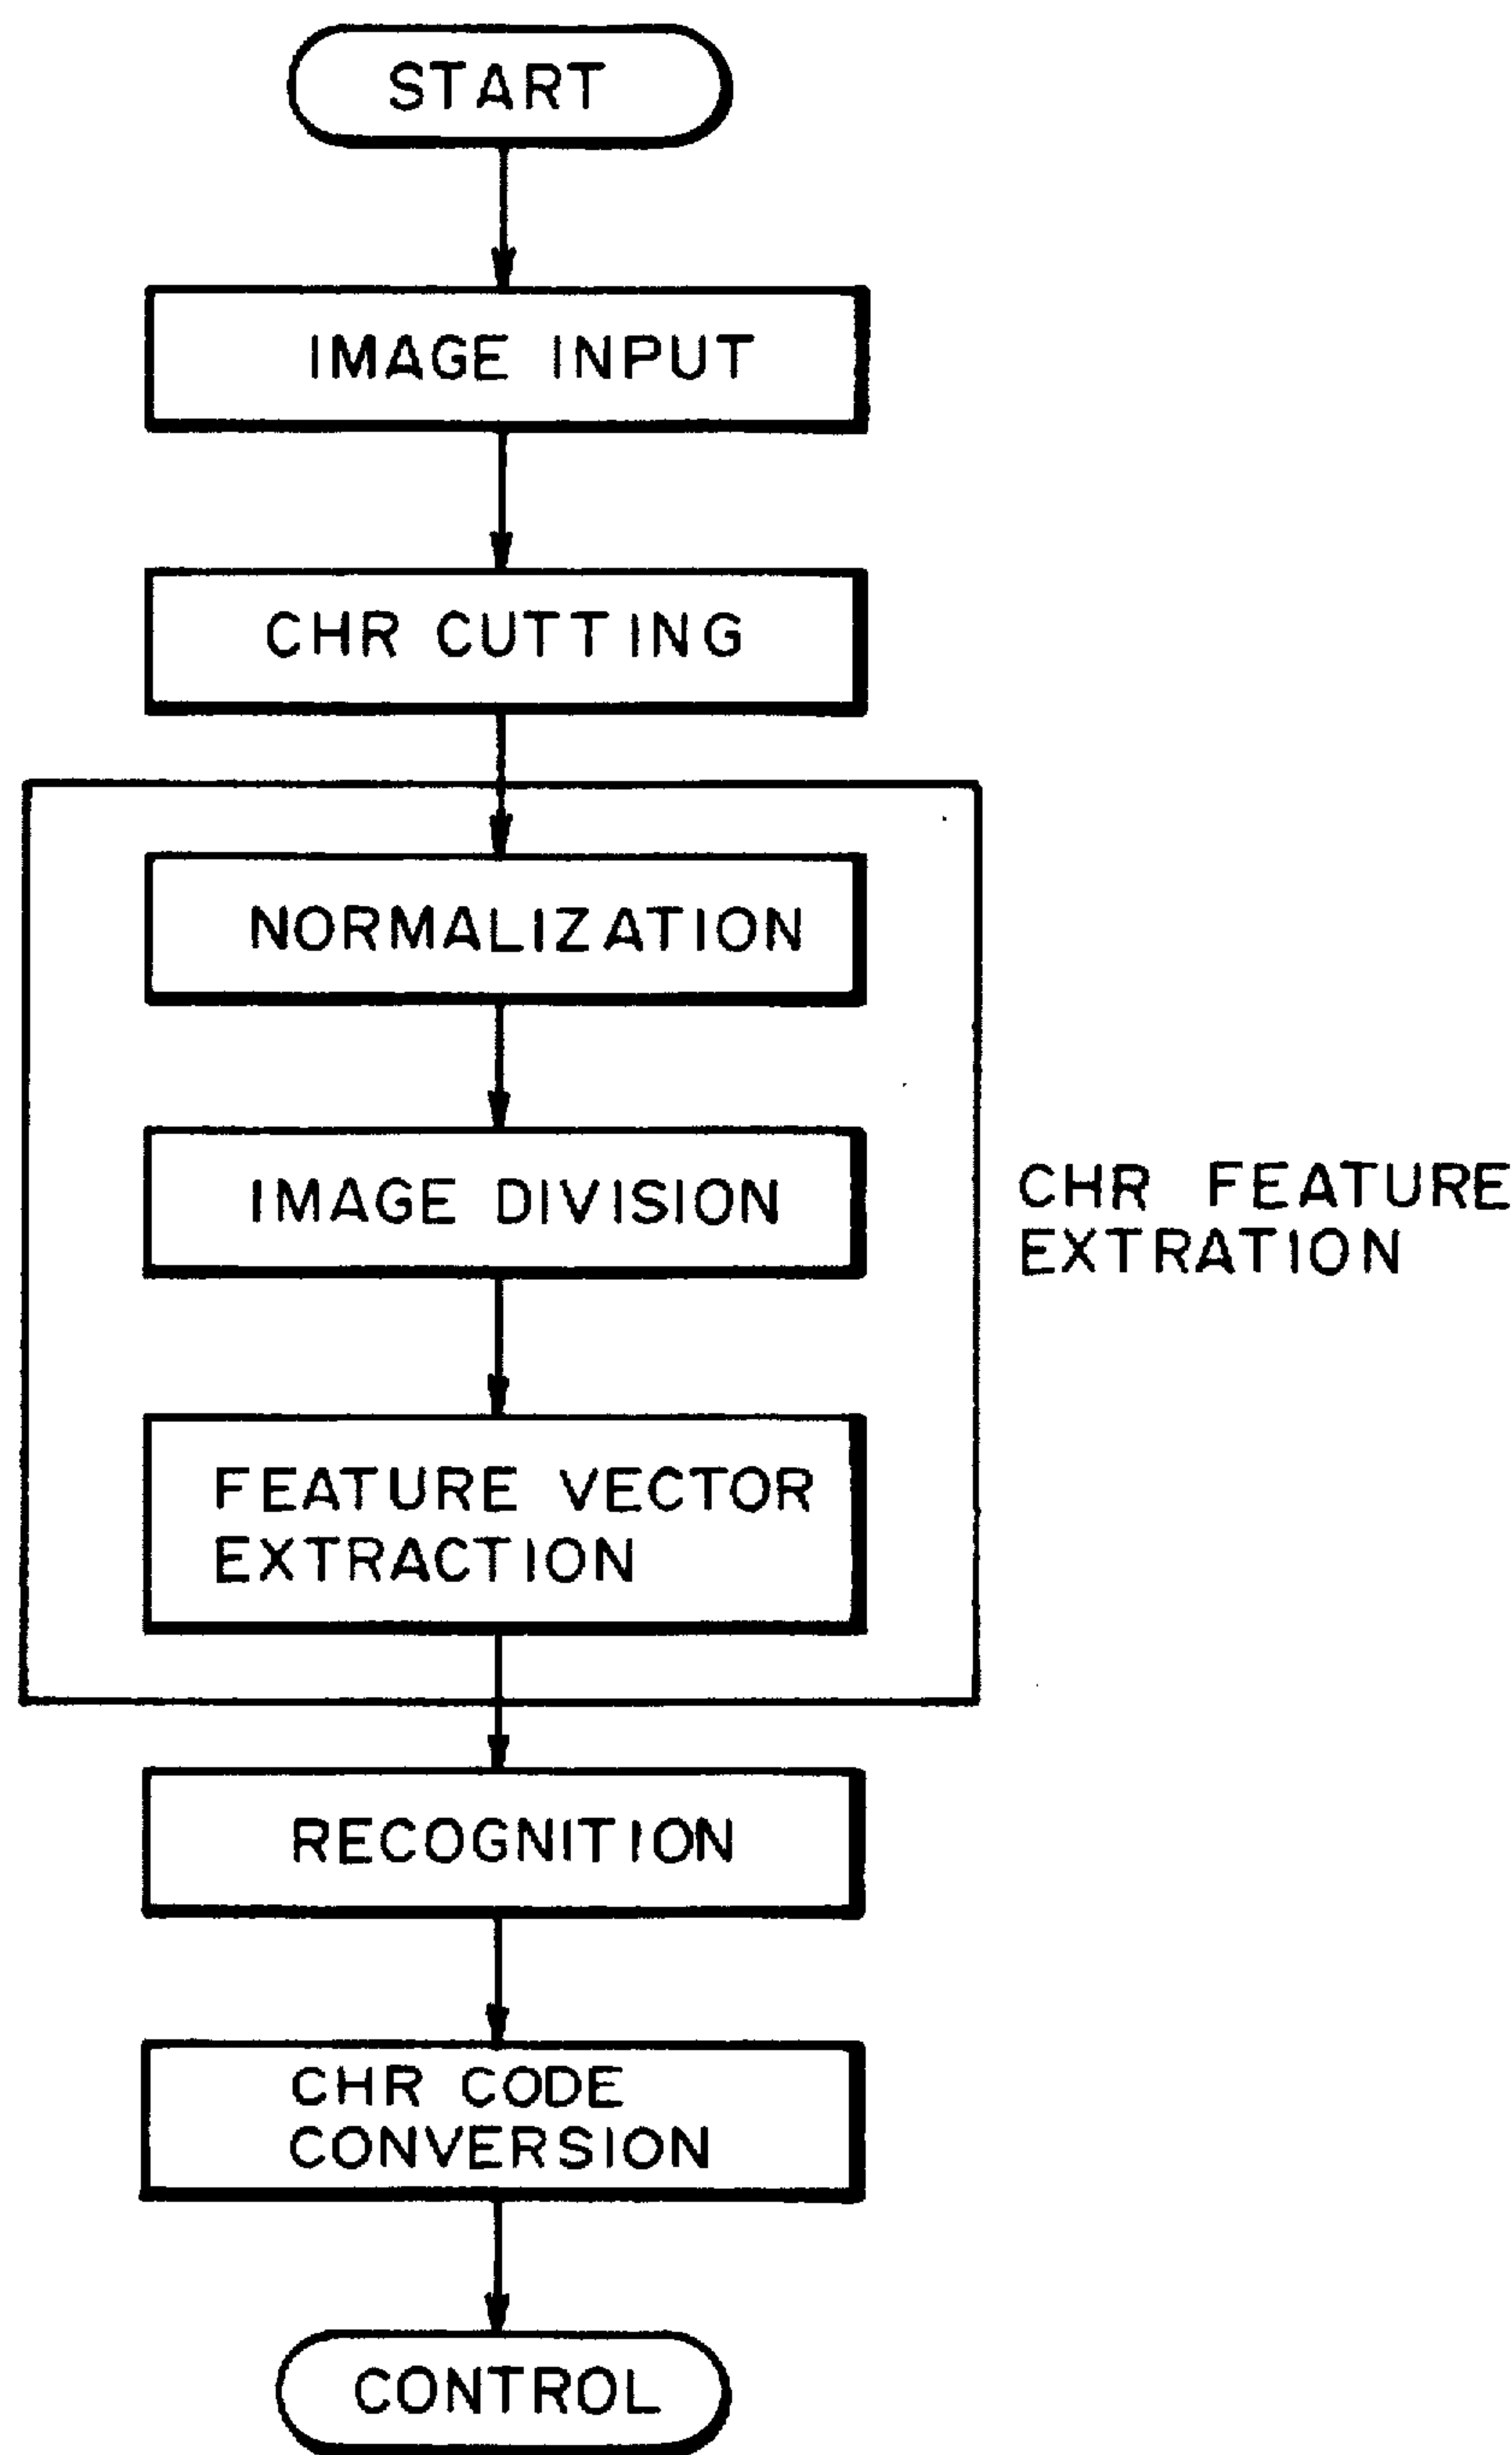 START
IMAGE INPUT
CHR CUTTING
NORMALIZATION
IMAGE DIVISION
CHR FEATURE
EXTRATION
FEATURE VECTOR
EXTRACTION
RECOGNITION
CHR CODE
CONVERSION
CONTROL